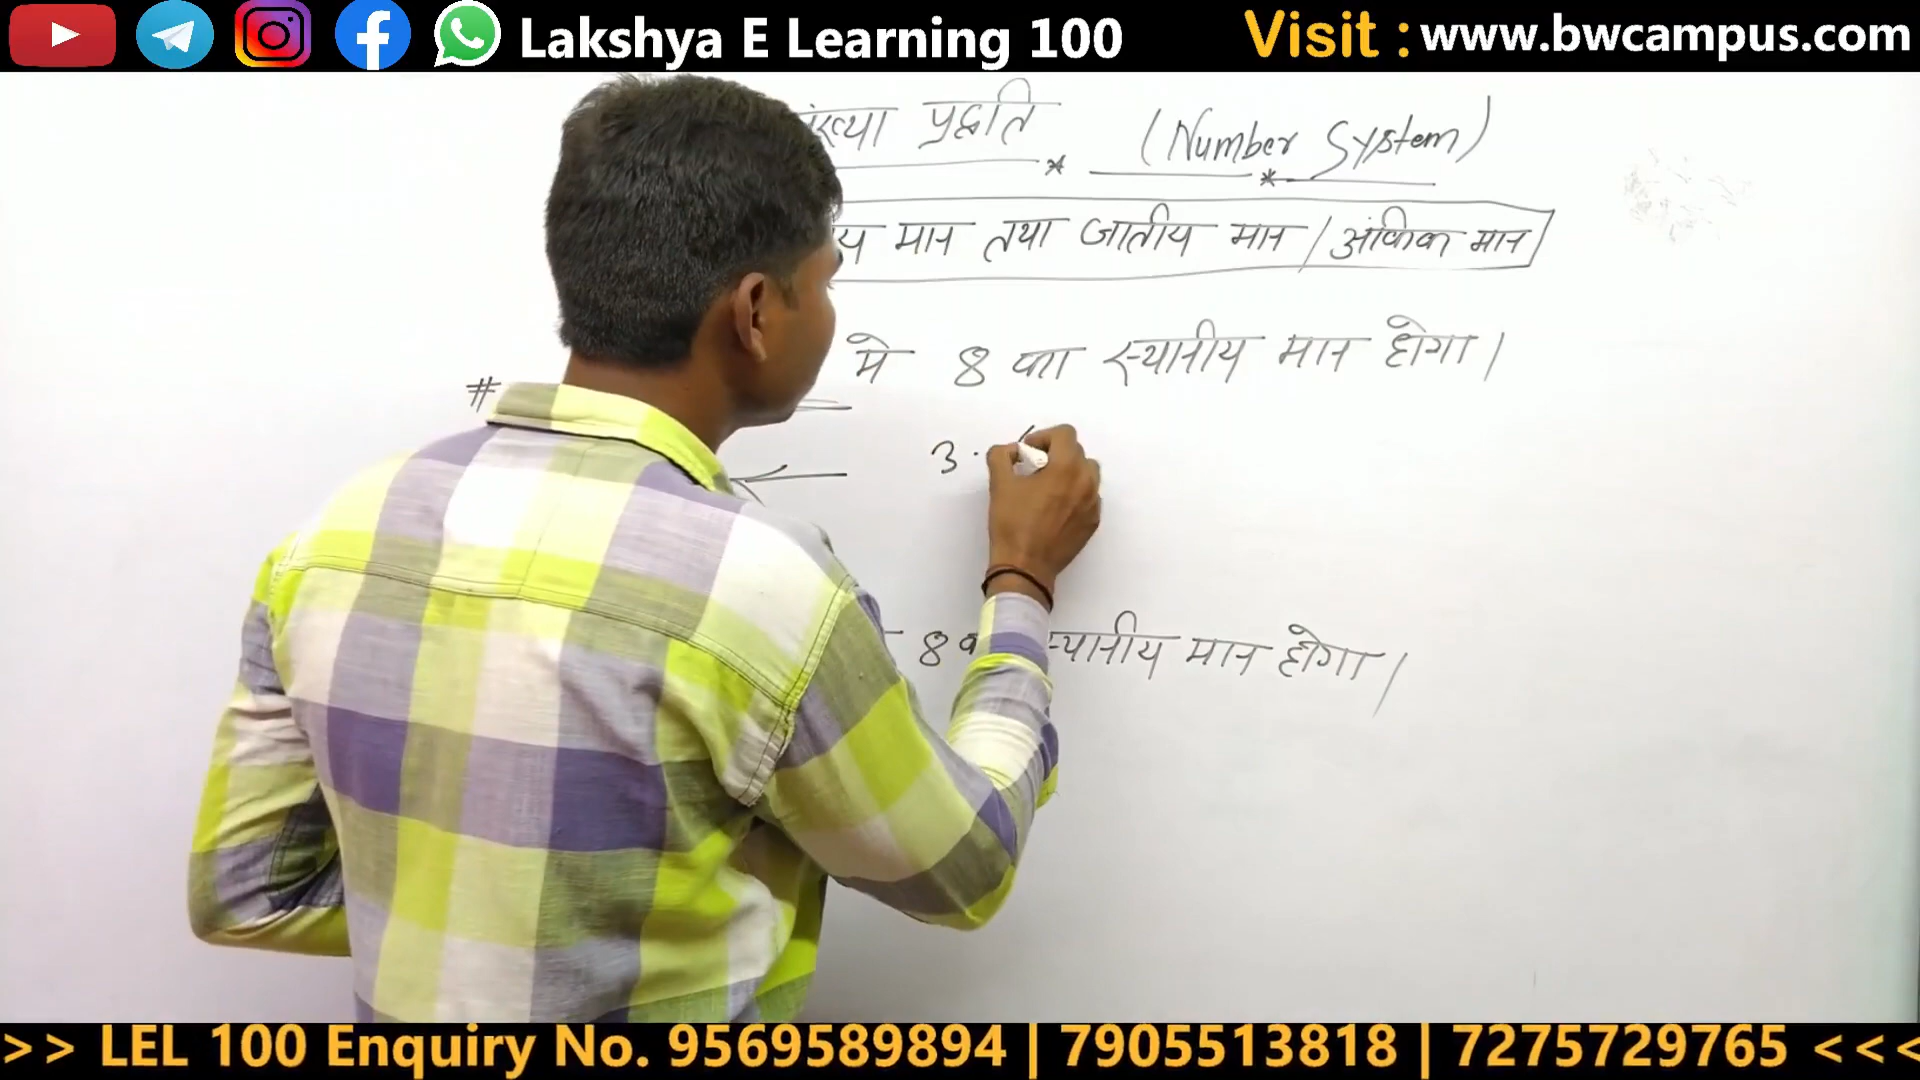 Lakshya E Learning 100
Visit : www.bwcampus.com
संख्या पद्धति (Number System)
मान तथा जातीय मान / अंकिक मान
# मे 8 का स्थानीय मान होगा।
3.
8 स्थानीय मान होगा।
>> LEL 100 Enquiry No. 9569589894 | 7905513818 | 7275729765 <<<